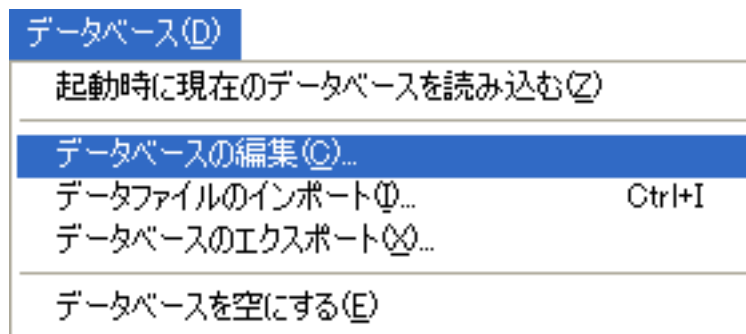 データベース(D)
起動時に現在のデータベースを読み込む(Z)
データベースの編集(C)...
データファイルのインポート(I)... Ctrl+I
データベースのエクスポート(X)...
データベースを空にする(E)